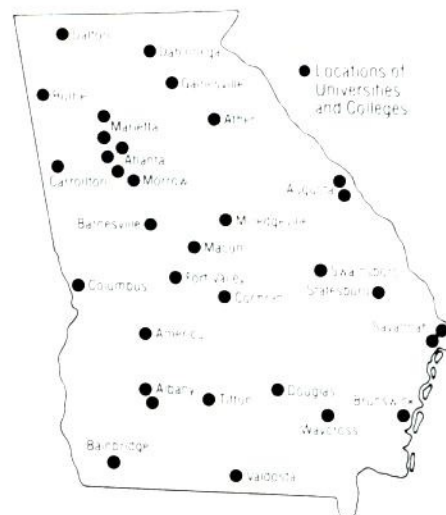 Dalton
Dahlonega
Gainesville
Rome
Locations of
Universities
and Colleges
Athens
Marietta
Atlanta
Carrollton
Morrow
Augusta
Barnesville
Milledgeville
Macon
Fort Valley
Swainsboro
Columbus
Cochran
Statesboro
Americus
Savannah
Albany
Tifton
Douglas
Brunswick
Waycross
Bainbridge
Valdosta